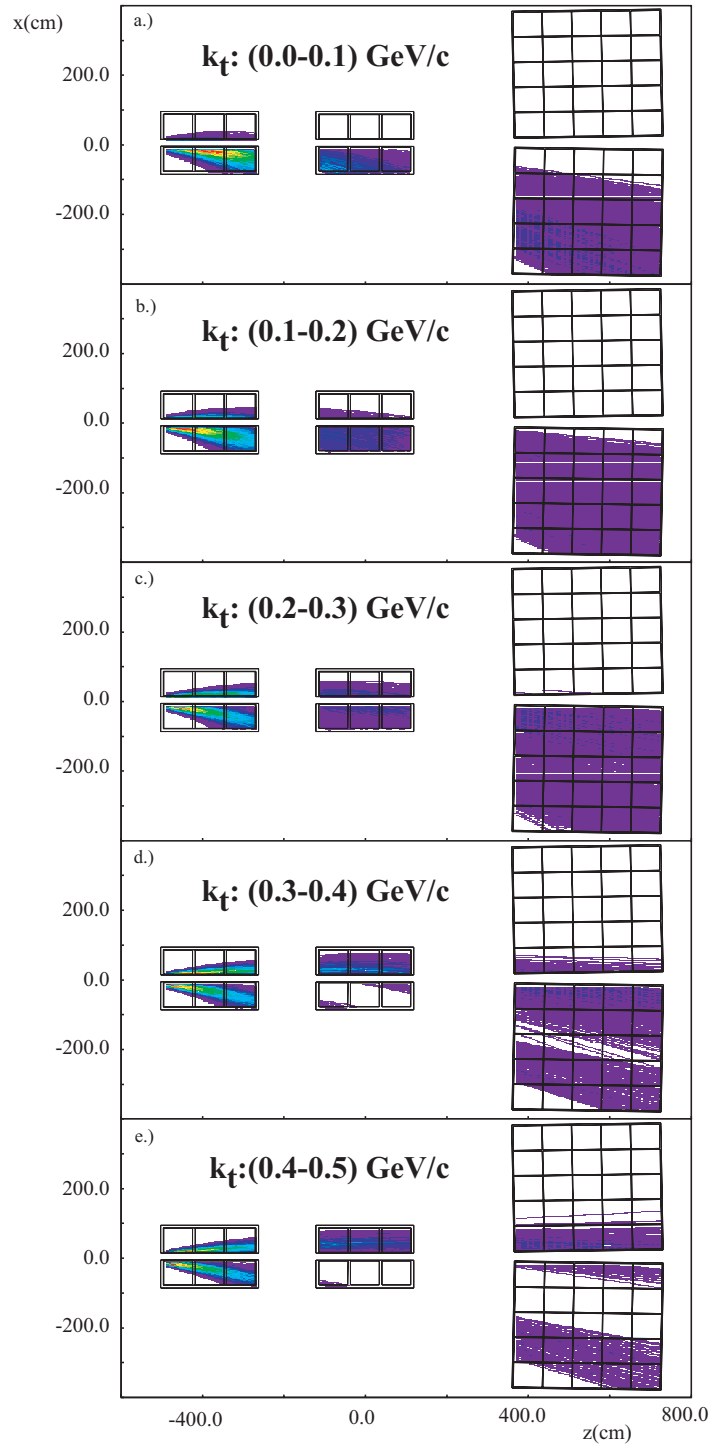 x(cm)
a.)
k_t: (0.0-0.1) GeV/c
200.0
0.0
-200.0
b.)
k_t: (0.1-0.2) GeV/c
200.0
0.0
-200.0
c.)
k_t: (0.2-0.3) GeV/c
200.0
0.0
-200.0
d.)
k_t: (0.3-0.4) GeV/c
200.0
0.0
-200.0
e.)
k_t:(0.4-0.5) GeV/c
200.0
0.0
-200.0
-400.0 0.0 400.0 800.0
z(cm)